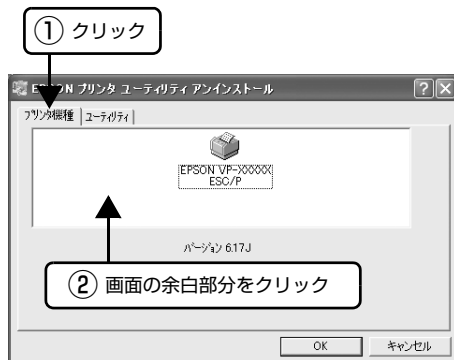 ① クリック
EPSON プリンタ ユーティリティ アンインストール
プリンタ機種 ユーティリティ
EPSON VP-XXXXX
ESC/P
バージョン 6.17J
② 画面の余白部分をクリック
OK キャンセル